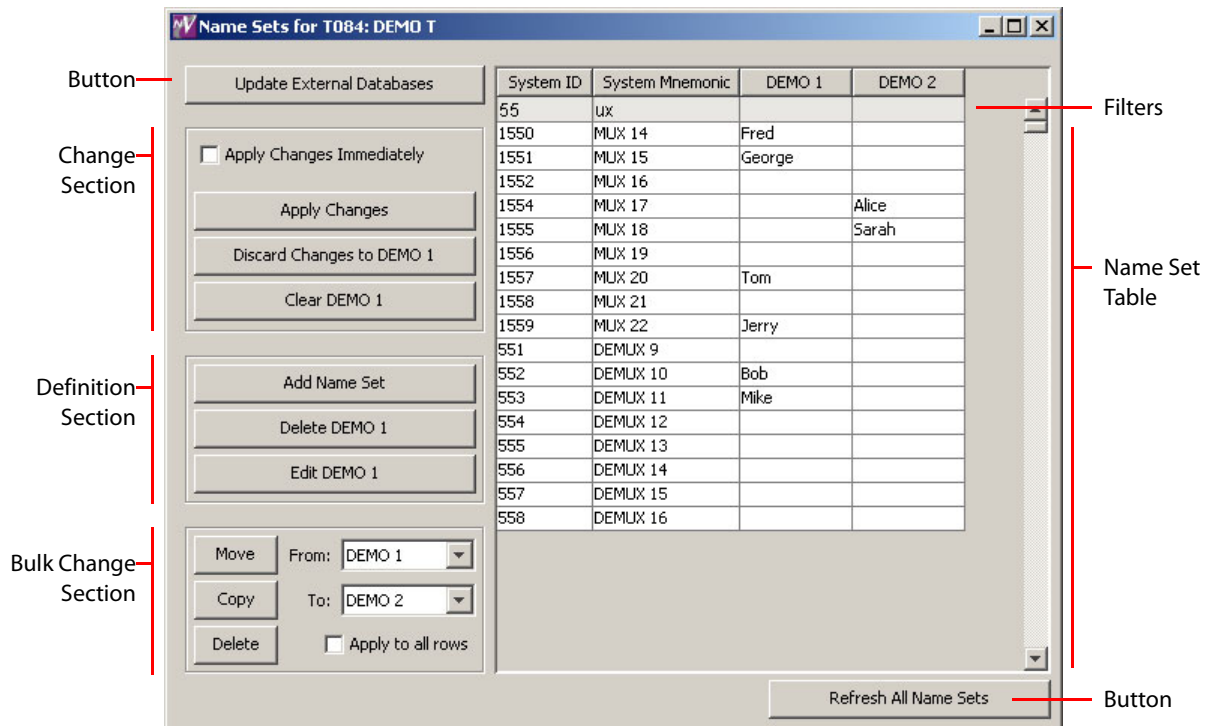 Name Sets for T084: DEMO T
Button
Update External Databases
Change
Section
Apply Changes Immediately
Apply Changes
Discard Changes to DEMO 1
Clear DEMO 1
Definition
Section
Add Name Set
Delete DEMO 1
Edit DEMO 1
Bulk Change
Section
Move From: DEMO 1
Copy To: DEMO 2
Delete Apply to all rows
System ID System Mnemonic DEMO 1 DEMO 2
55 ux
1550 MUX 14 Fred
1551 MUX 15 George
1552 MUX 16
1554 MUX 17 Alice
1555 MUX 18 Sarah
1556 MUX 19
1557 MUX 20 Tom
1558 MUX 21
1559 MUX 22 Jerry
551 DEMUX 9
552 DEMUX 10 Bob
553 DEMUX 11 Mike
554 DEMUX 12
555 DEMUX 13
556 DEMUX 14
557 DEMUX 15
558 DEMUX 16
Filters
Name Set
Table
Refresh All Name Sets
Button